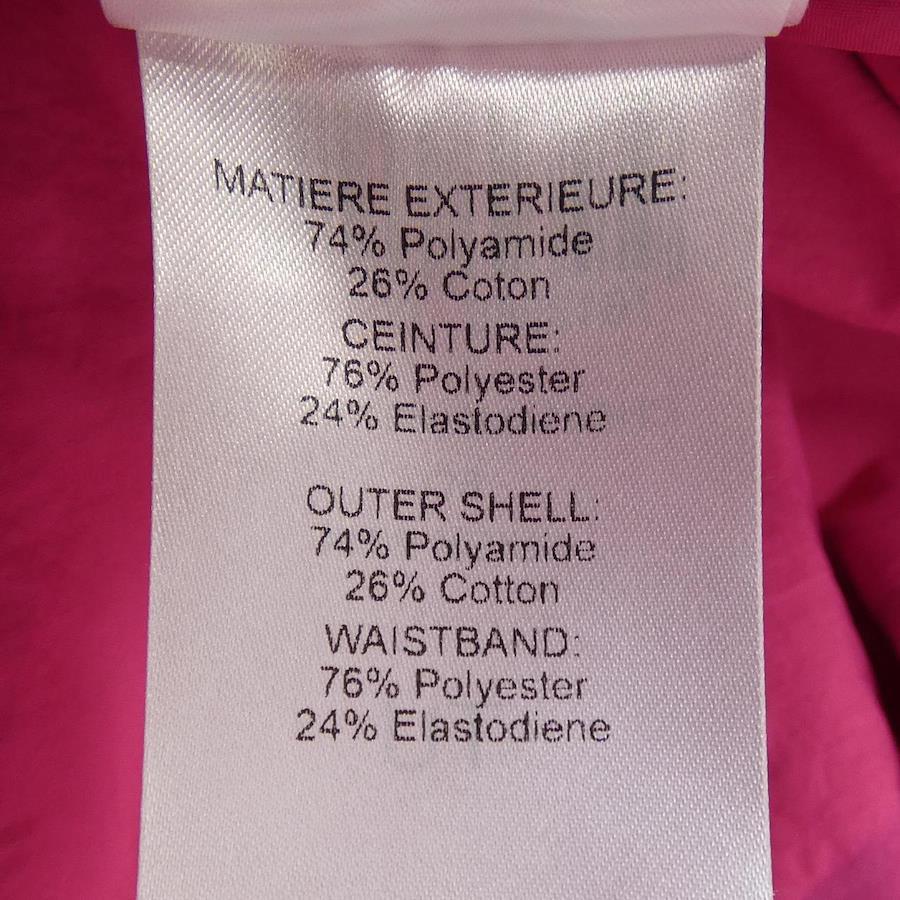 MATIERE EXTERIEURE:
74% Polyamide
26% Coton
CEINTURE:
76% Polyester
24% Elastodiene
OUTER SHELL:
74% Polyamide
26% Cotton
WAISTBAND:
76% Polyester
24% Elastodiene